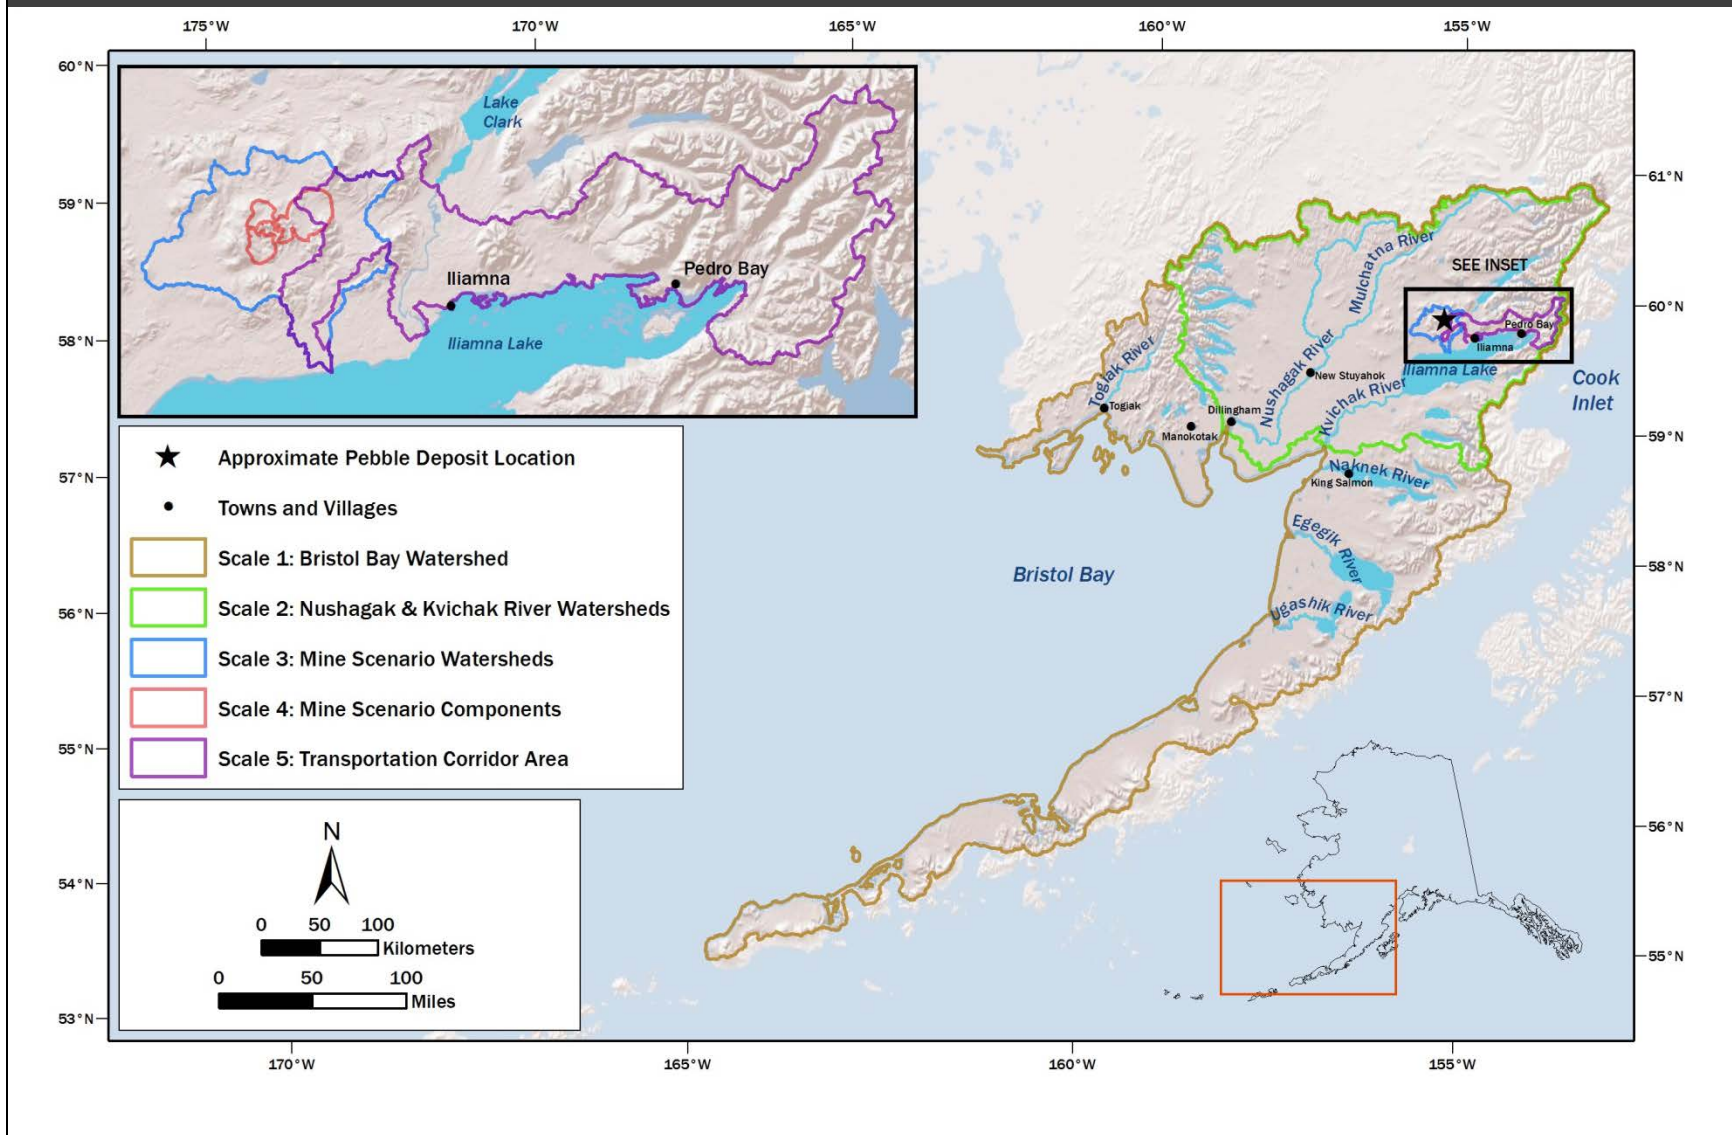 175°W 170°W 165°W 160°W 155°W
60°N
59°N
58°N
57°N
56°N
55°N
54°N
53°N
Lake
Clark
Iliamna
Pedro Bay
Iliamna Lake
Approximate Pebble Deposit Location
Towns and Villages
Scale 1: Bristol Bay Watershed
Scale 2: Nushagak & Kvichak River Watersheds
Scale 3: Mine Scenario Watersheds
Scale 4: Mine Scenario Components
Scale 5: Transportation Corridor Area
N
0 50 100
Kilometers
0 50 100
Miles
Mulchatna River
SEE INSET
Pedro Bay
Iliamna
Iliamna Lake
Togiak River
Togiak
Nushagak River
New Stuyahok
Kvichak River
Dillingham
Manokotak
Cook
Inlet
Naknek River
King Salmon
Egegik River
Bristol Bay
Ugashik River
61°N
60°N
59°N
58°N
57°N
56°N
55°N
170°W 165°W 160°W 155°W